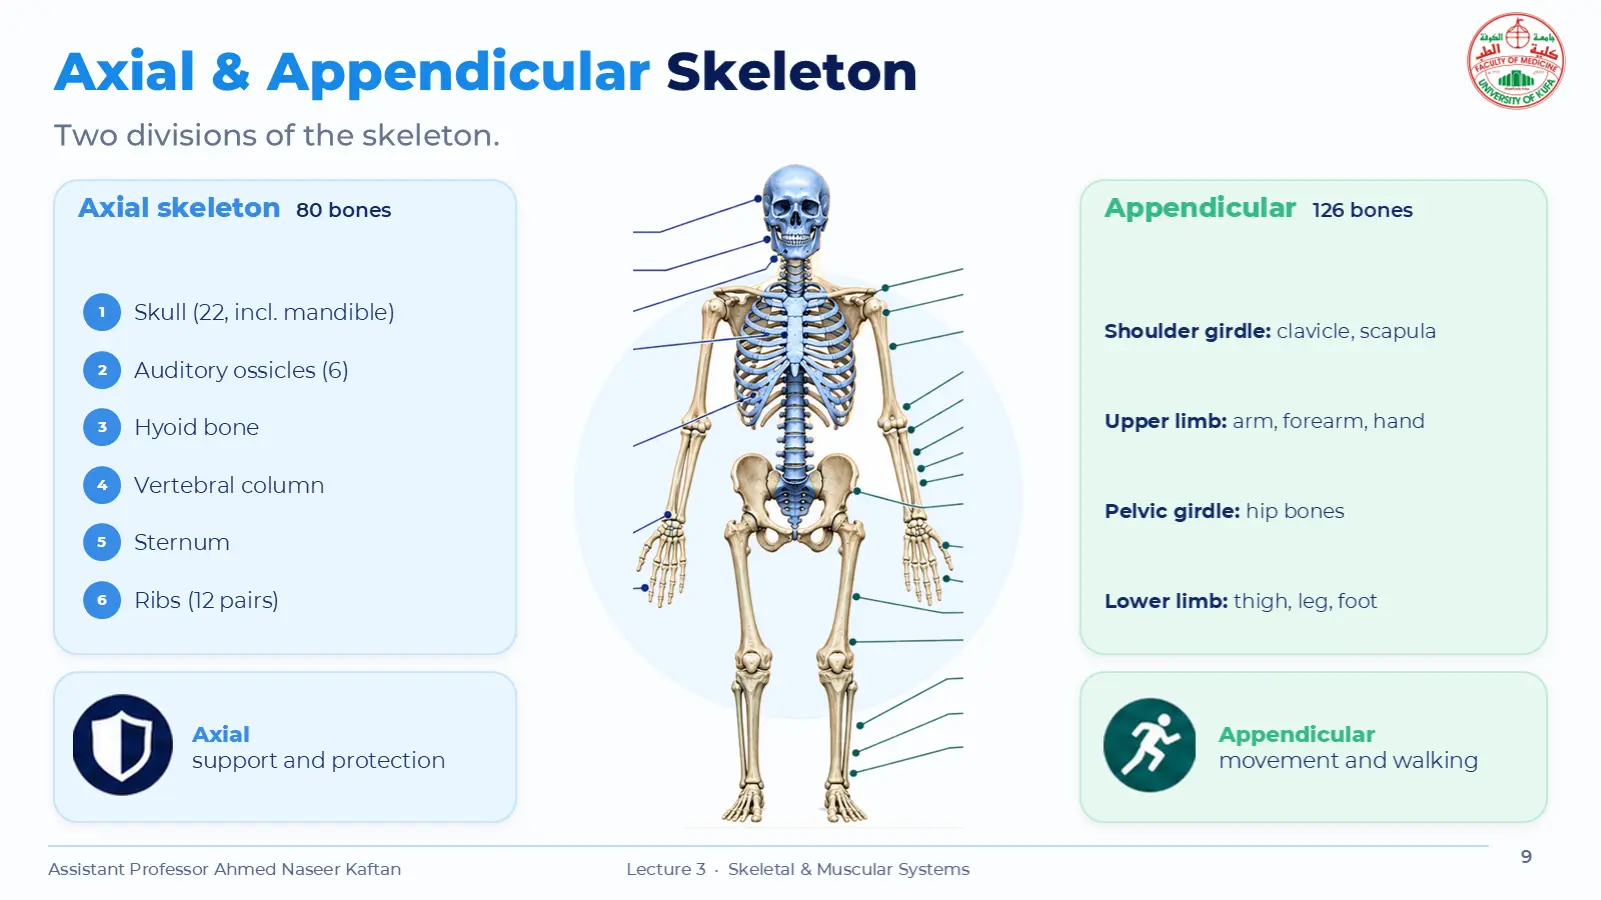 Axial & Appendicular Skeleton
Two divisions of the skeleton.
جامعة الكوفة
كلية الطب
FACULTY OF MEDICINE
UNIVERSITY OF KUFA
Axial skeleton 80 bones
1 Skull (22, incl. mandible)
2 Auditory ossicles (6)
3 Hyoid bone
4 Vertebral column
5 Sternum
6 Ribs (12 pairs)
Axial
support and protection
Appendicular 126 bones
Shoulder girdle: clavicle, scapula
Upper limb: arm, forearm, hand
Pelvic girdle: hip bones
Lower limb: thigh, leg, foot
Appendicular
movement and walking
Assistant Professor Ahmed Naseer Kaftan
Lecture 3 · Skeletal & Muscular Systems
9